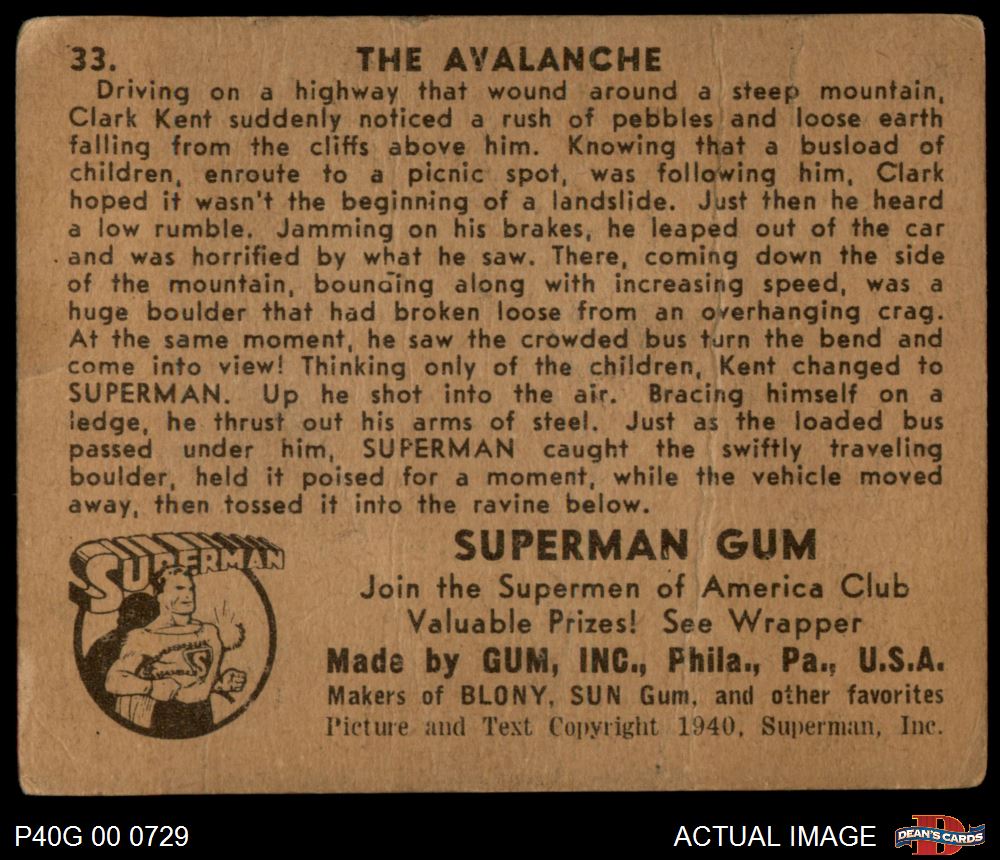 33. THE AVALANCHE
Driving on a highway that wound around a steep mountain,
Clark Kent suddenly noticed a rush of pebbles and loose earth
falling from the cliffs above him. Knowing that a busload of
children, enroute to a picnic spot, was following him, Clark
hoped it wasn't the beginning of a landslide. Just then he heard
a low rumble. Jamming on his brakes, he leaped out of the car
and was horrified by what he saw. There, coming down the side
of the mountain, bounding along with increasing speed, was a
huge boulder that had broken loose from an overhanging crag.
At the same moment, he saw the crowded bus turn the bend and
come into view! Thinking only of the children, Kent changed to
SUPERMAN. Up he shot into the air. Bracing himself on a
ledge, he thrust out his arms of steel. Just as the loaded bus
passed under him, SUPERMAN caught the swiftly traveling
boulder, held it poised for a moment, while the vehicle moved
away, then tossed it into the ravine below.
SUPERMAN
SUPERMAN GUM
Join the Supermen of America Club
Valuable Prizes! See Wrapper
Made by GUM, INC., Phila., Pa., U.S.A.
Makers of BLONY, SUN Gum, and other favorites
Picture and Text Copyright 1940, Superman, Inc.
P40G 00 0729
ACTUAL IMAGE
DEAN'S CARDS